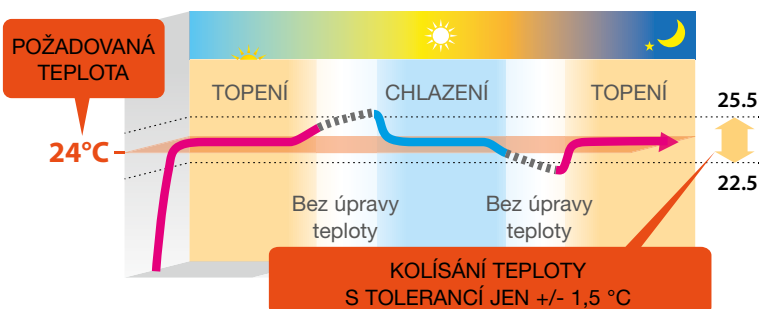 POŽADOVANÁ
TEPLOTA
TOPENÍ
CHLAZENÍ
TOPENÍ
25.5
24°C
22.5
Bez úpravy
teploty
Bez úpravy
teploty
KOLÍSÁNÍ TEPLOTY
S TOLERANCÍ JEN +/- 1,5 °C